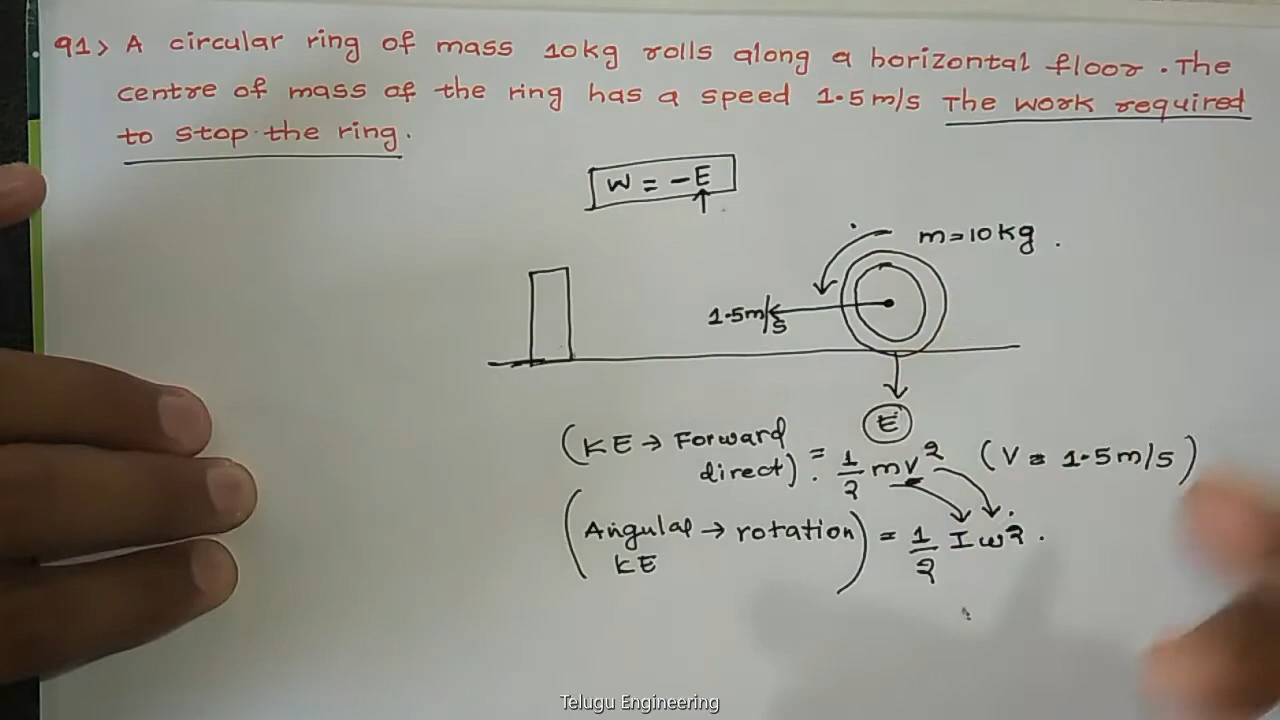 91> A circular ring of mass 10kg rolls along a horizontal floor. The
centre of mass of the ring has a speed 1.5m/s The work required
to stop the ring.
W = -E
m=10kg.
1.5m/s
E
(KE → Forward direct) = 1/2 mv² (V = 1.5m/s)
(Angular → rotation KE) = 1/2 Iω².
Telugu Engineering